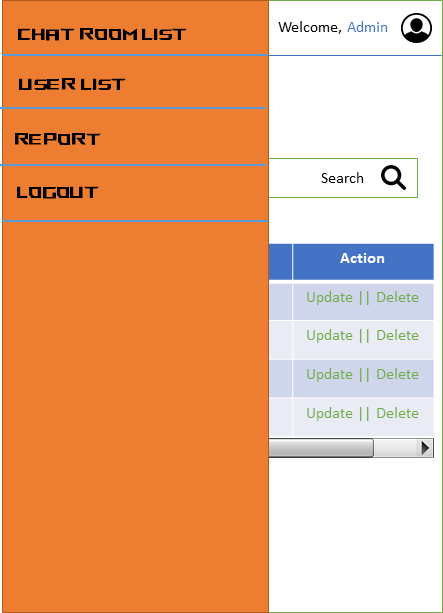 CHAT ROOM LIST
Welcome, Admin
USER LIST
REPORT
Search
LOGOUT
Action
Update || Delete
Update || Delete
Update || Delete
Update || Delete